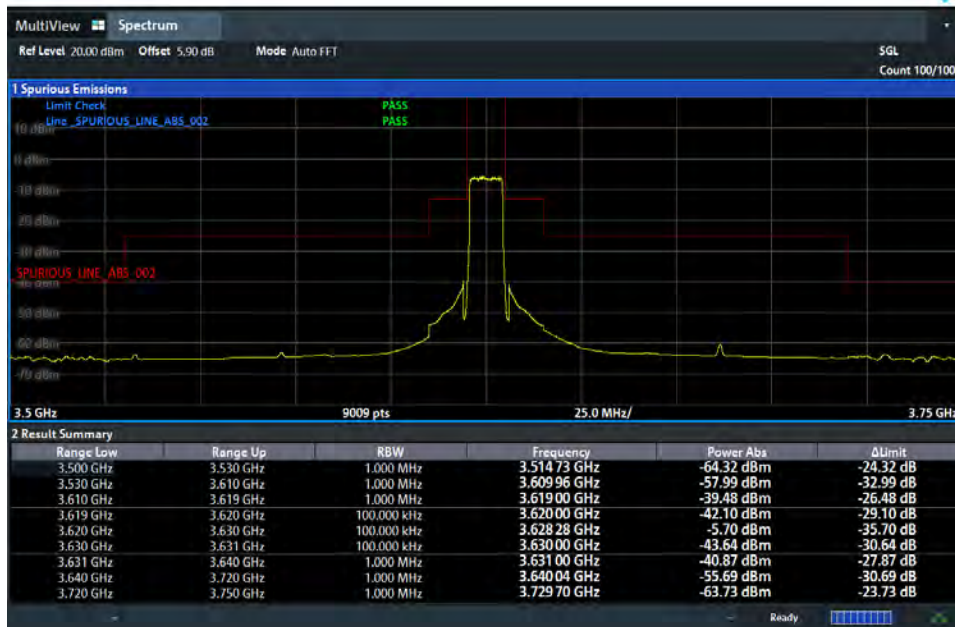 MultiView Spectrum
Ref Level 20.00 dBm Offset 5.90 dB Mode Auto FFT SGL
Count 100/100
1 Spurious Emissions
Limit Check PASS
Line _SPURIOUS_LINE_ABS_002 PASS
10 dBm
0 dBm
-10 dBm
-20 dBm
-30 dBm
SPURIOUS_LINE_ABS_002
-40 dBm
-50 dBm
-60 dBm
-70 dBm
3.5 GHz 9009 pts 25.0 MHz/ 3.75 GHz
2 Result Summary
Range Low Range Up RBW Frequency Power Abs ΔLimit
3.500 GHz 3.530 GHz 1.000 MHz 3.514 73 GHz -64.32 dBm -24.32 dB
3.530 GHz 3.610 GHz 1.000 MHz 3.609 96 GHz -57.99 dBm -32.99 dB
3.610 GHz 3.619 GHz 1.000 MHz 3.619 00 GHz -39.48 dBm -26.48 dB
3.619 GHz 3.620 GHz 100.000 kHz 3.620 00 GHz -42.10 dBm -29.10 dB
3.620 GHz 3.630 GHz 100.000 kHz 3.628 28 GHz -5.70 dBm -35.70 dB
3.630 GHz 3.631 GHz 100.000 kHz 3.630 00 GHz -43.64 dBm -30.64 dB
3.631 GHz 3.640 GHz 1.000 MHz 3.631 00 GHz -40.87 dBm -27.87 dB
3.640 GHz 3.720 GHz 1.000 MHz 3.640 04 GHz -55.69 dBm -30.69 dB
3.720 GHz 3.750 GHz 1.000 MHz 3.729 70 GHz -63.73 dBm -23.73 dB
Ready